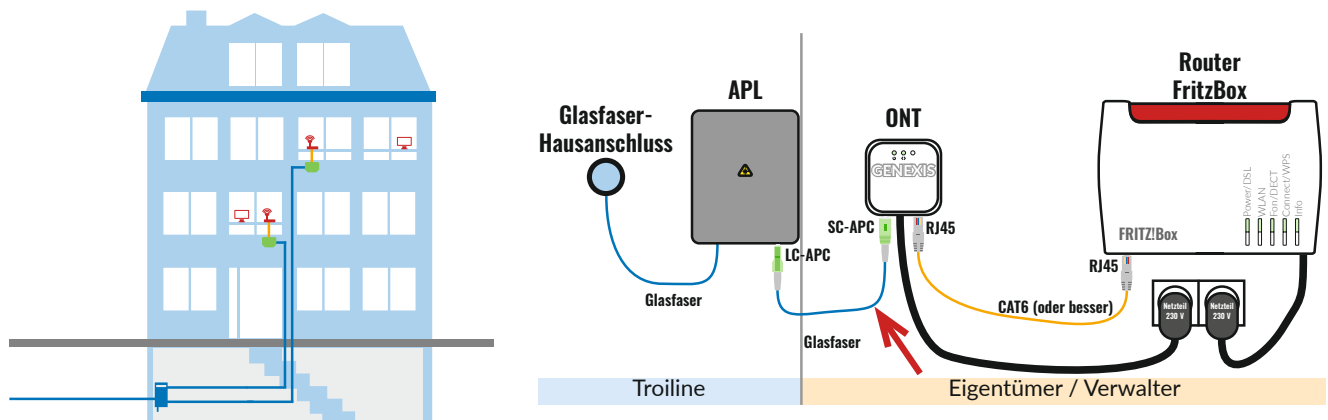 Glasfaser-
Hausanschluss
APL
ONT
Router
FritzBox
GENEXIS
SC-APC
RJ45
LC-APC
Power/DSL
WLAN
Fon/DECT
Connect/WPS
Info
FRITZ!Box
RJ45
Glasfaser
CAT6 (oder besser)
Netzteil
230 V
Netzteil
230 V
Glasfaser
Troiline
Eigentümer / Verwalter